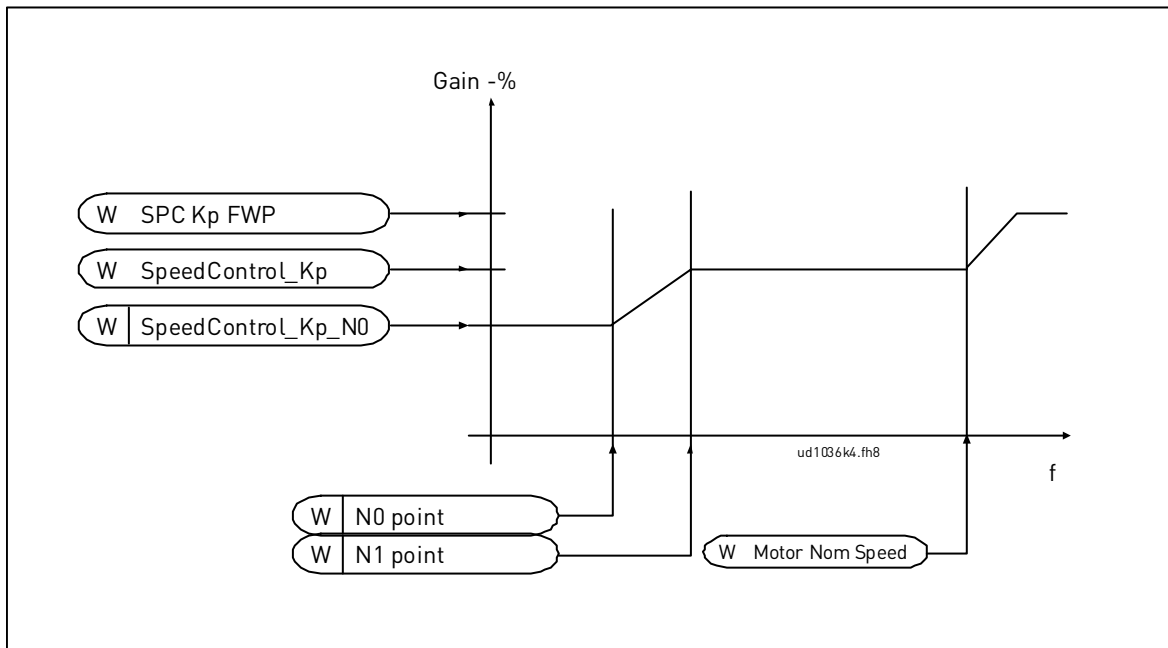 Gain -%
W SPC Kp FWP
W SpeedControl_Kp
W SpeedControl_Kp_N0
ud1036k4.fh8
f
W N0 point
W N1 point
W Motor Nom Speed